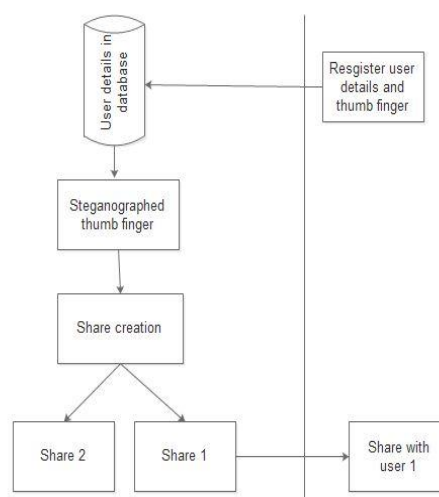 User details in
database
Resgister user
details and
thumb finger
Steganographed
thumb finger
Share creation
Share 2
Share 1
Share with
user 1